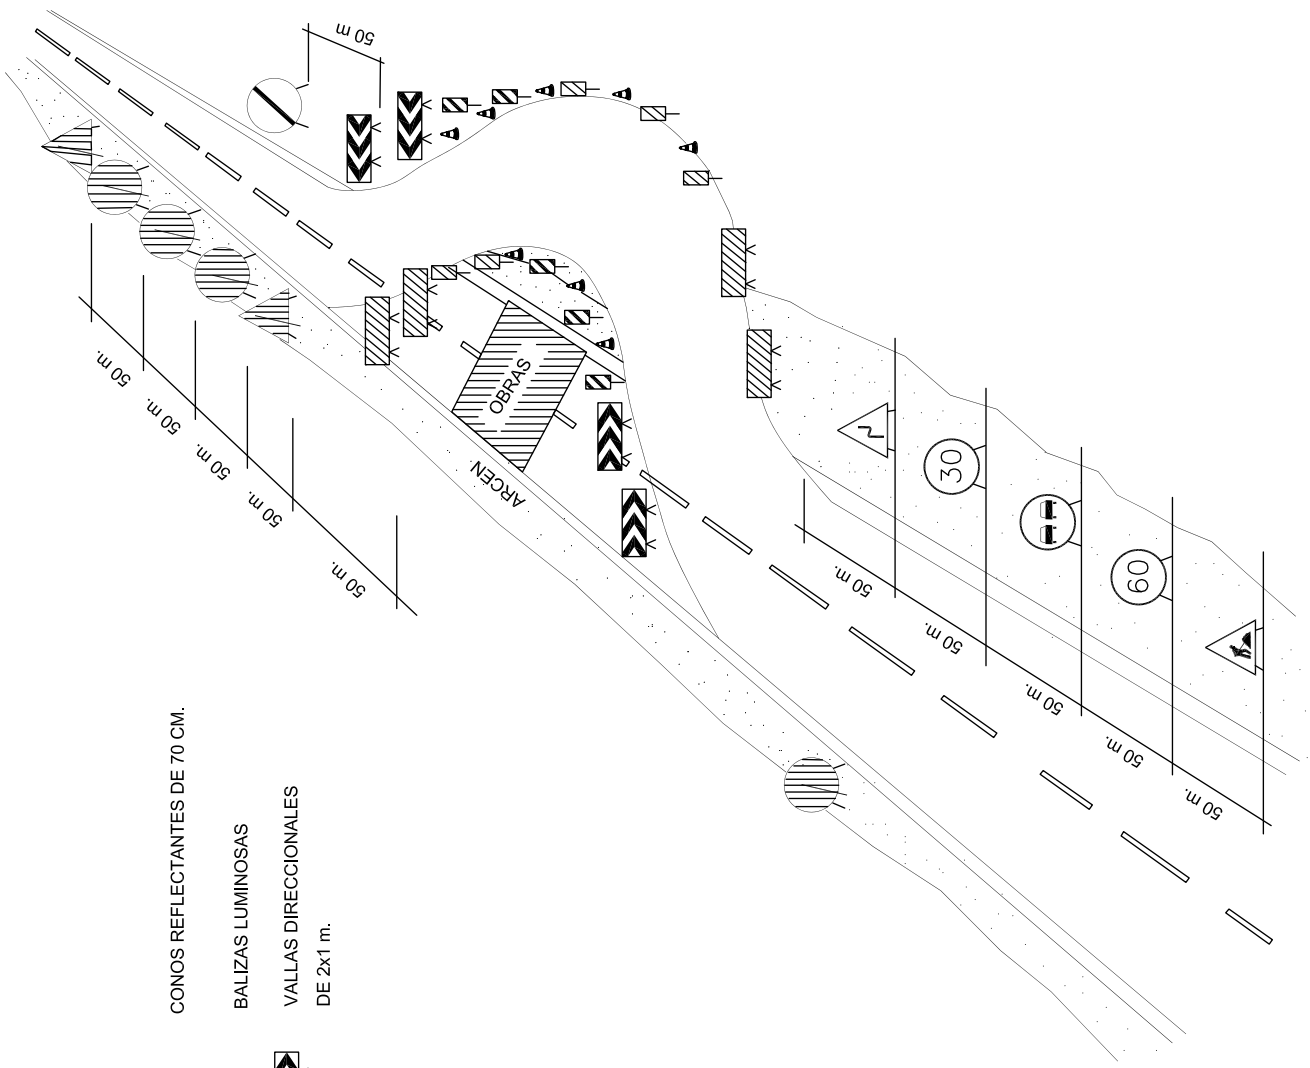 50 m
50 m.
50 m.
50 m.
50 m.
50 m.
OBRAS
ARCEN
30
60
50 m.
50 m.
50 m.
50 m.
50 m.
CONOS REFLECTANTES DE 70 CM.
BALIZAS LUMINOSAS
VALLAS DIRECCIONALES
DE 2x1 m.